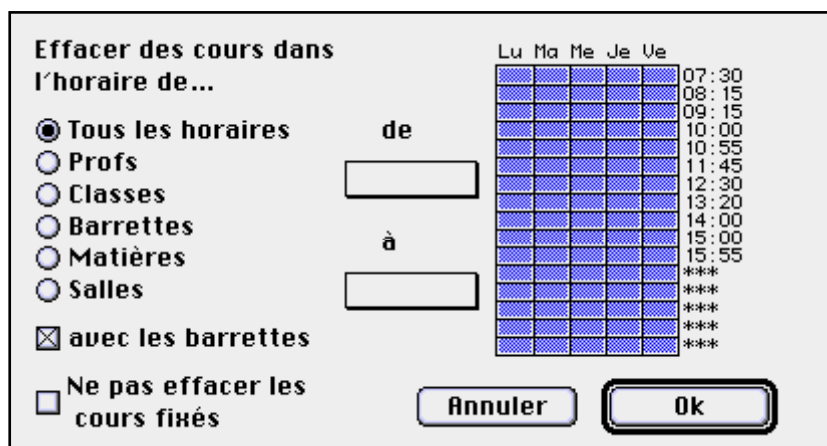 Effacer des cours dans
l'horaire de...
Tous les horaires
Profs
Classes
Barrettes
Matières
Salles
avec les barrettes
Ne pas effacer les
cours fixés
de
à
Lu Ma Me Je Ve
07:30
08:15
09:15
10:00
10:55
11:45
12:30
13:20
14:00
15:00
15:55
***
***
***
***
***
Annuler
Ok